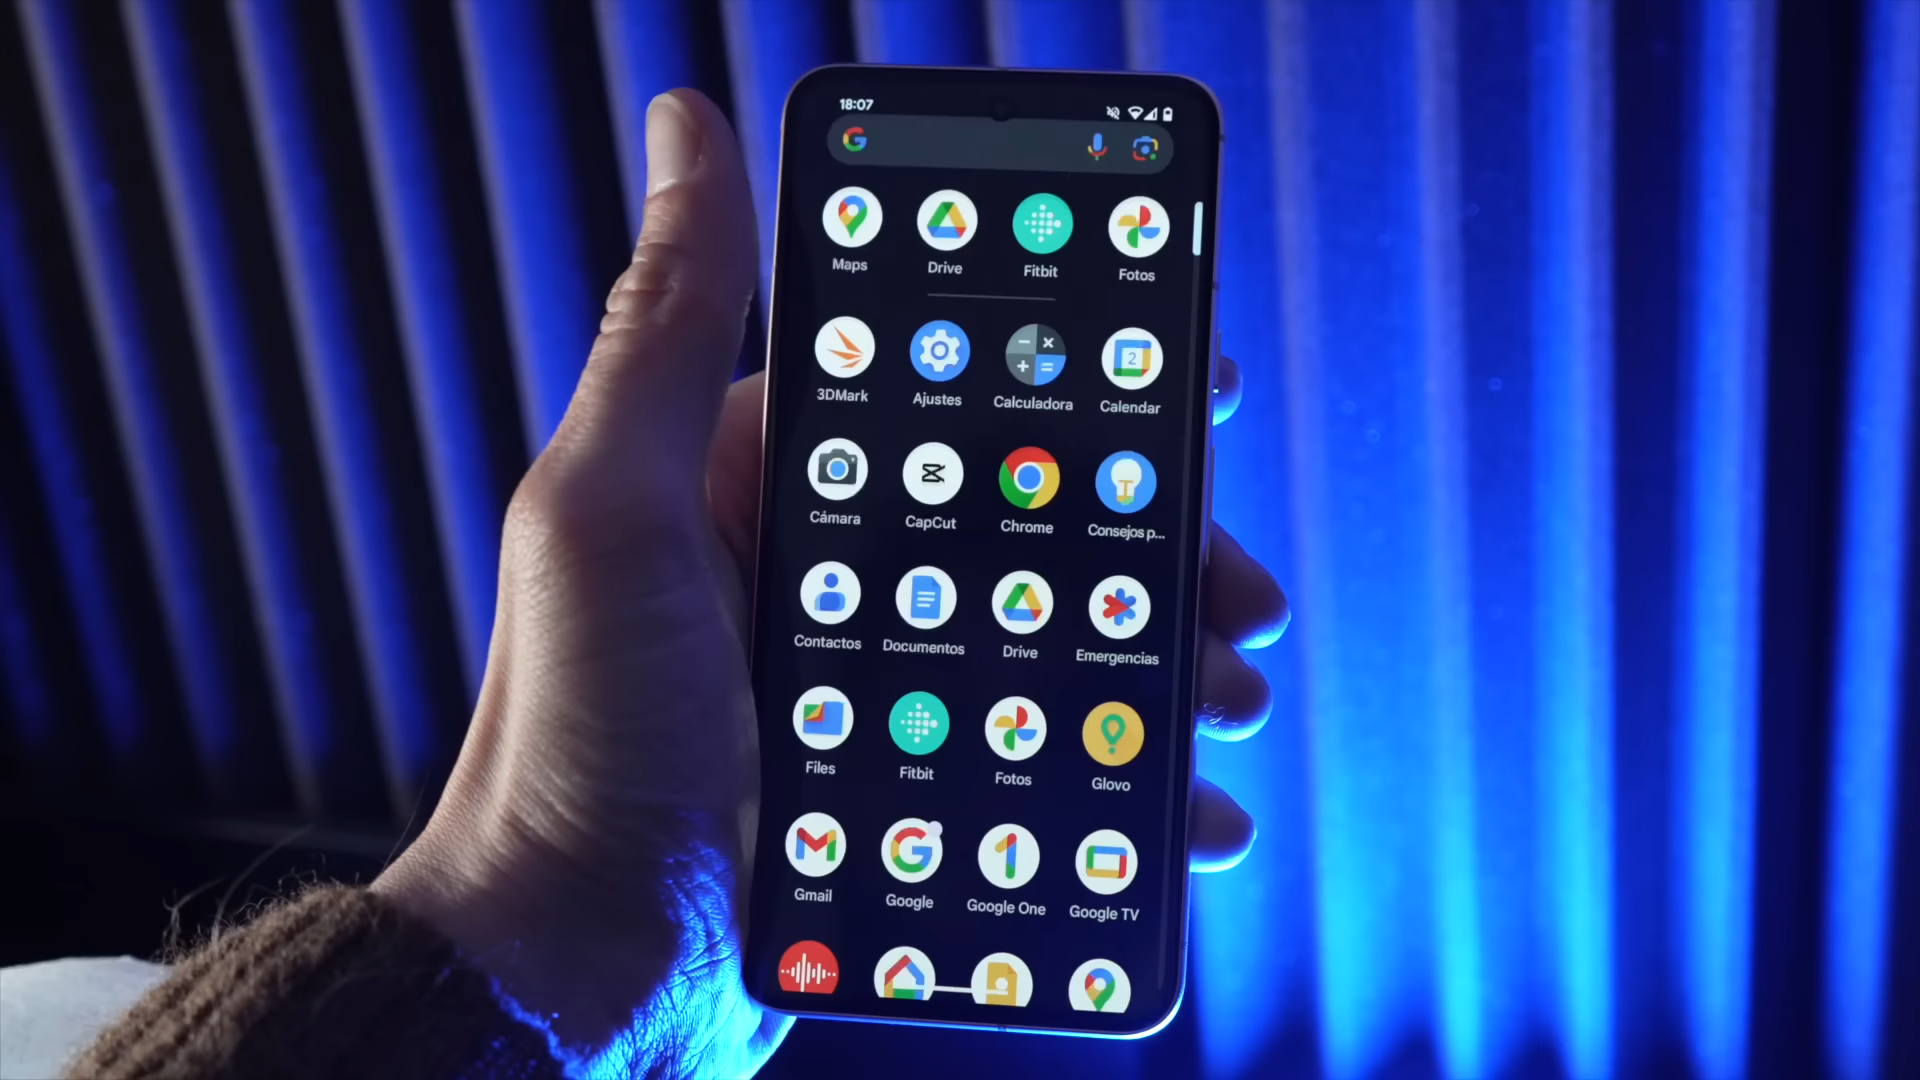 18:07
Maps Drive Fitbit Fotos
3DMark Ajustes Calculadora Calendar
2
Cámara CapCut Chrome Consejos p...
Contactos Documentos Drive Emergencias
Files Fitbit Fotos Glovo
Gmail Google Google One Google TV